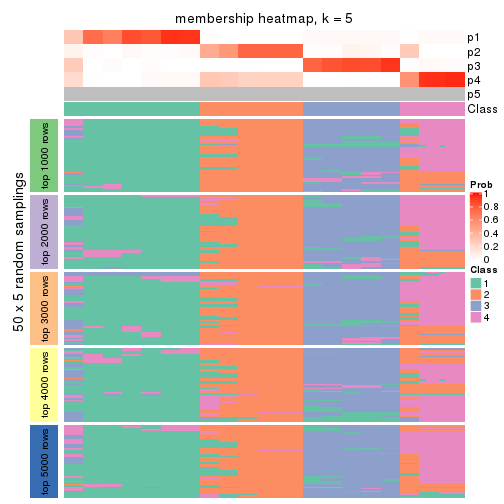 membership heatmap, k = 5
p1
p2
p3
p4
p5
Class
50 x 5 random samplings
top 1000 rows
top 2000 rows
top 3000 rows
top 4000 rows
top 5000 rows
Prob
1
0.8
0.6
0.4
0.2
0
Class
1
2
3
4